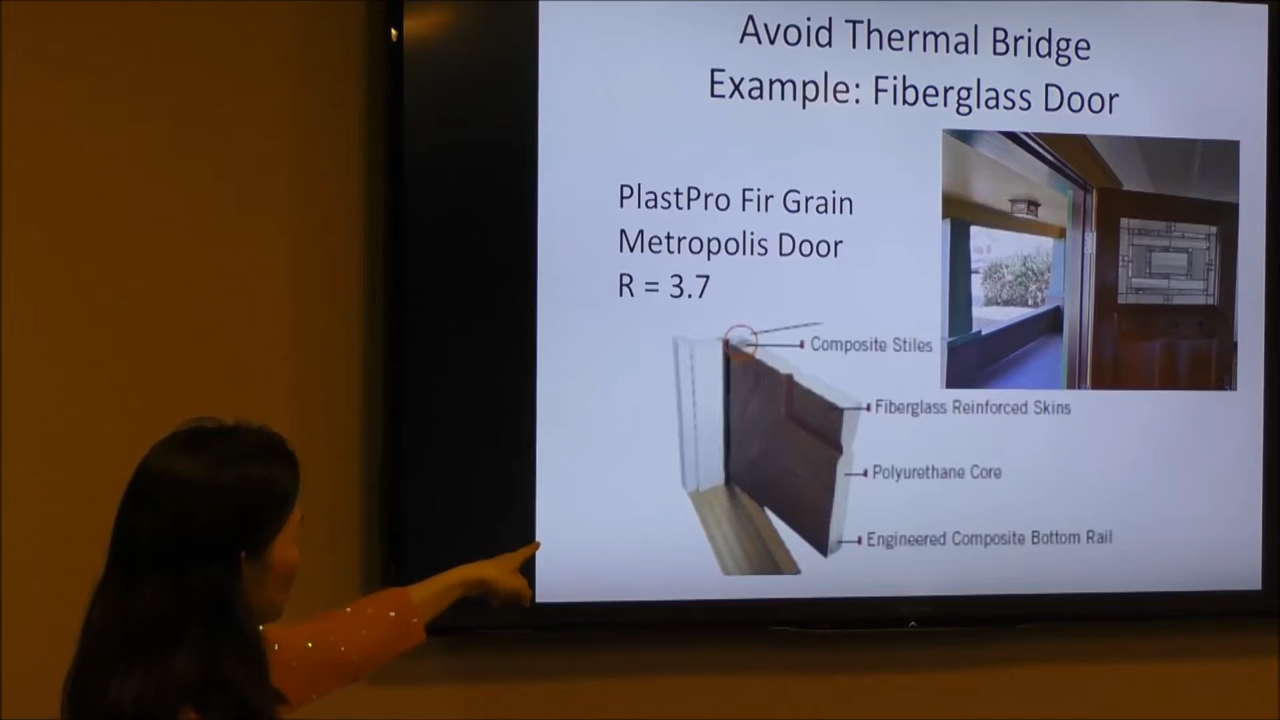 Avoid Thermal Bridge
Example: Fiberglass Door
PlastPro Fir Grain
Metropolis Door
R = 3.7
Composite Stiles
Fiberglass Reinforced Skins
Polyurethane Core
Engineered Composite Bottom Rail